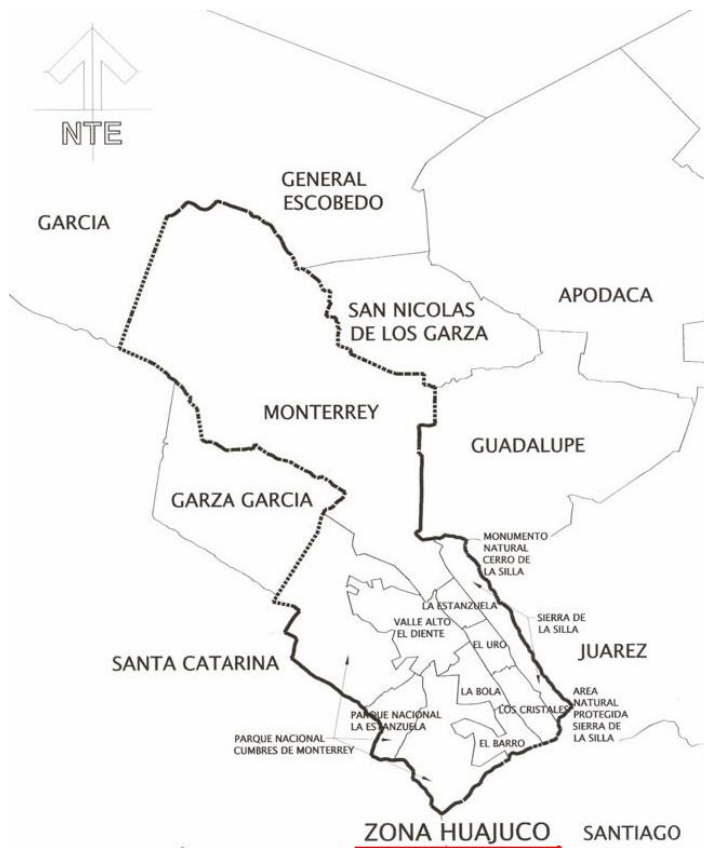 NTE
GENERAL
ESCOBEDO
GARCIA
APODACA
SAN NICOLAS
DE LOS GARZA
MONTERREY
GUADALUPE
GARZA GARCIA
MONUMENTO
NATURAL
CERRO DE
LA SILLA
LA ESTANZUELA
SIERRA DE
LA SILLA
VALLE ALTO
EL DIENTE
EL URO
JUAREZ
SANTA CATARINA
LA BOLA
AREA
NATURAL
PROTEGIDA
SIERRA DE
LA SILLA
LOS CRISTALES
PARQUE NACIONAL
LA ESTANZUELA
PARQUE NACIONAL
CUMBRES DE MONTERREY
EL BARRO
ZONA HUAJUCO
SANTIAGO